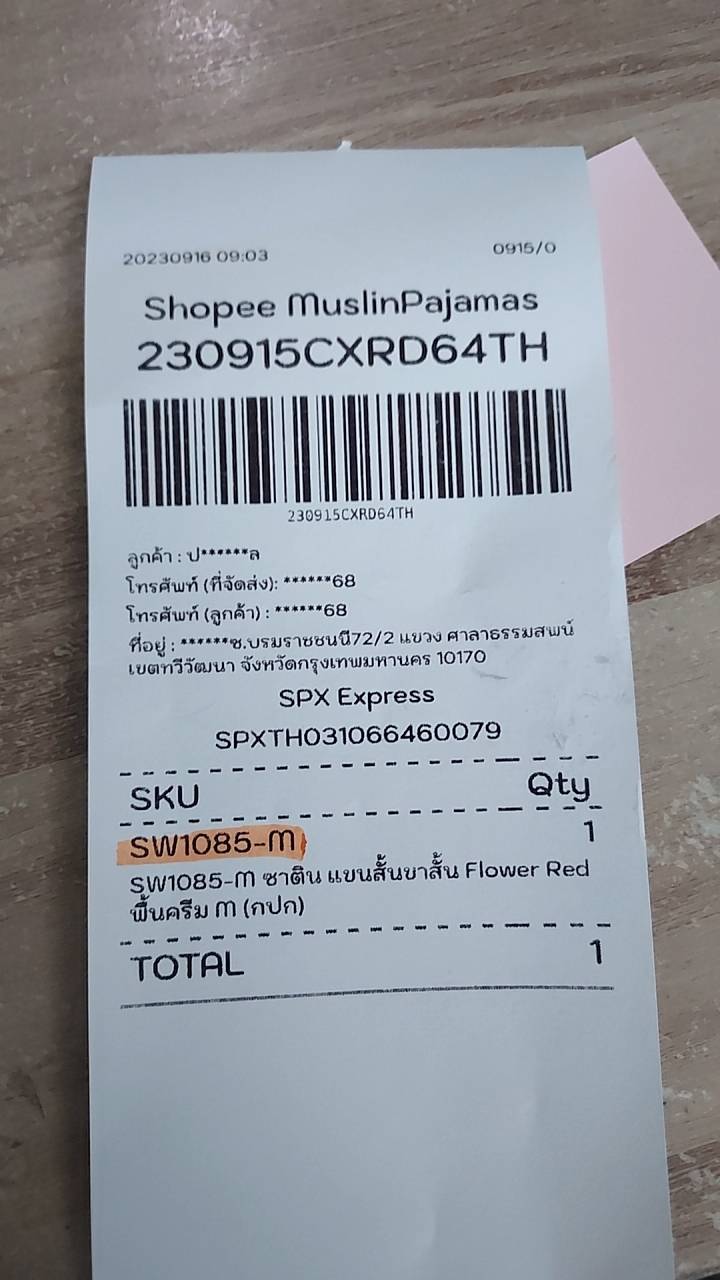 20230916 09:03
0915/0
Shopee MuslinPajamas
230915CXRD64TH
230915CXRD64TH
ลูกค้า : ป******ล
โทรศัพท์ (ที่จัดส่ง): ******68
โทรศัพท์ (ลูกค้า) : ******68
ที่อยู่ : ******ซ.บรมราชชนนี72/2 แขวง ศาลาธรรมสพน์
เขตทวีวัฒนา จังหวัดกรุงเทพมหานคร 10170
SPX Express
SPXTH031066460079
SKU Qty
SW1085-M 1
SW1085-M ซาติน แขนสั้นขาสั้น Flower Red
พื้นครีม M (กปก)
TOTAL 1